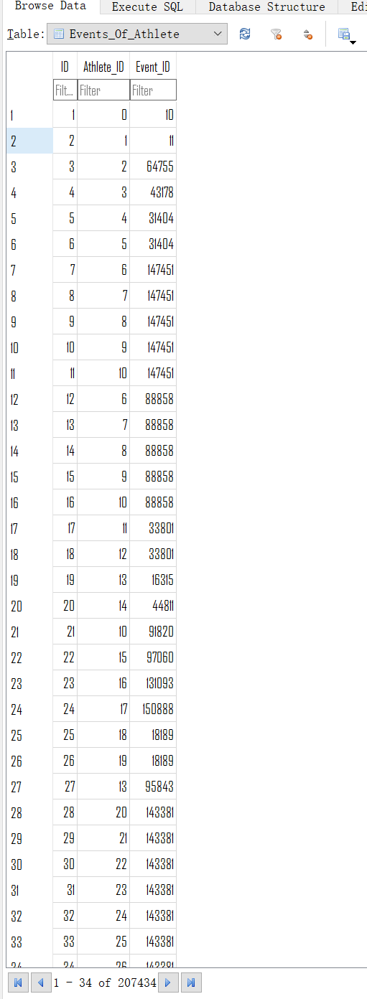 Browse Data Execute SQL Database Structure Edi
Table: Events_Of_Athlete
ID Athlete_ID Event_ID
Filt... Filter Filter
1 1 0 10
2 2 1 11
3 3 2 64755
4 4 3 43178
5 5 4 31404
6 6 5 31404
7 7 6 147451
8 8 7 147451
9 9 8 147451
10 10 9 147451
11 11 10 147451
12 12 6 88858
13 13 7 88858
14 14 8 88858
15 15 9 88858
16 16 10 88858
17 17 11 33801
18 18 12 33801
19 19 13 16315
20 20 14 44811
21 21 10 91820
22 22 15 97060
23 23 16 131093
24 24 17 150888
25 25 18 18189
26 26 19 18189
27 27 13 95843
28 28 20 143381
29 29 21 143381
30 30 22 143381
31 31 23 143381
32 32 24 143381
33 33 25 143381
34 34 26 143381
1 - 34 of 207434